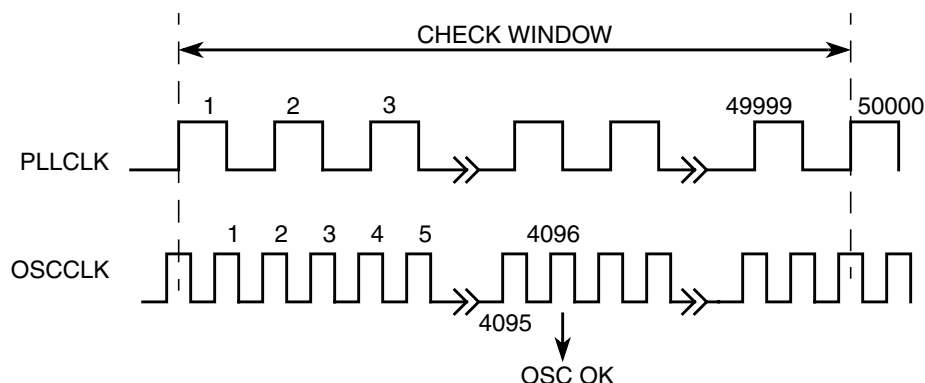 CHECK WINDOW
1 2 3 49999 50000
PLLCLK
1 2 3 4 5 4096
OSCCLK
4095
OSC OK